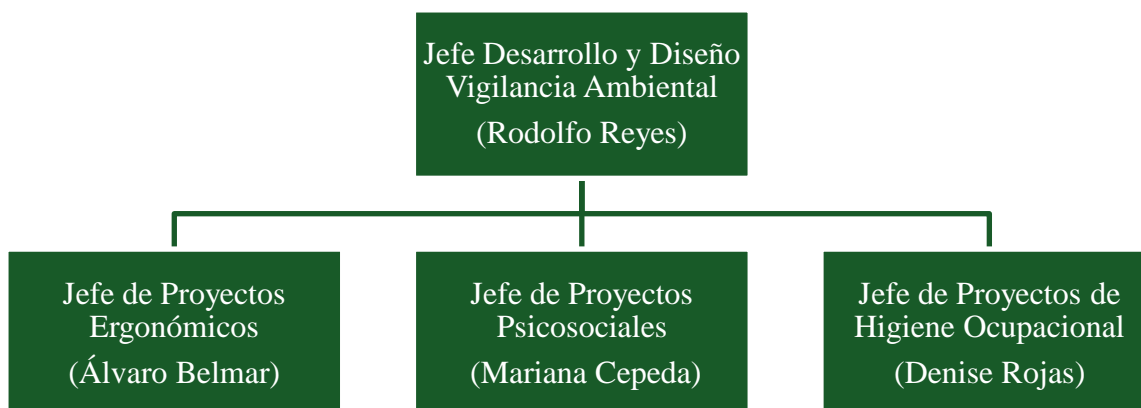 Jefe Desarrollo y Diseño
Vigilancia Ambiental
(Rodolfo Reyes)
Jefe de Proyectos
Ergonómicos
(Álvaro Belmar)
Jefe de Proyectos
Psicosociales
(Mariana Cepeda)
Jefe de Proyectos de
Higiene Ocupacional
(Denise Rojas)